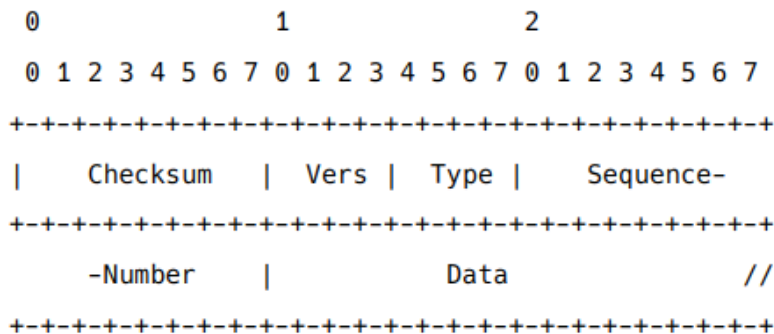 0               1               2
0 1 2 3 4 5 6 7 0 1 2 3 4 5 6 7 0 1 2 3 4 5 6 7
+-+-+-+-+-+-+-+-+-+-+-+-+-+-+-+-+-+-+-+-+-+-+-+-+
|    Checksum   | Vers |  Type |    Sequence-
+-+-+-+-+-+-+-+-+-+-+-+-+-+-+-+-+-+-+-+-+-+-+-+-+
-Number    |           Data               //
+-+-+-+-+-+-+-+-+-+-+-+-+-+-+-+-+-+-+-+-+-+-+-+-+